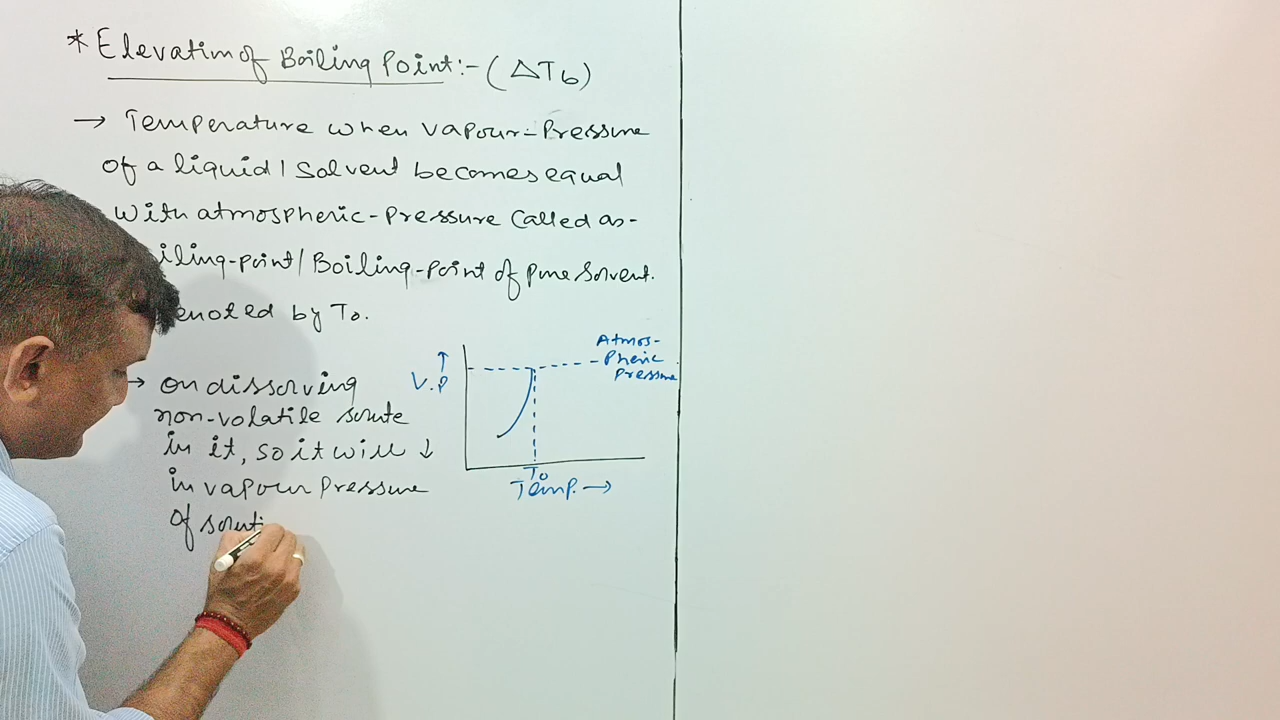 * Elevation of Boiling Point:- (ΔTb)
→ Temperature when vapour-Pressure
of a liquid / Solvent becomes equal
with atmospheric-Pressure called as-
iling-point / Boiling-point of pure solvent.
enoted by To.
→ on dissolving
non-volatile solute
in it, so it will ↓
in vapour pressure
of soluti
Atmos-
pheric
pressure
↑
V.P
To
Temp. →